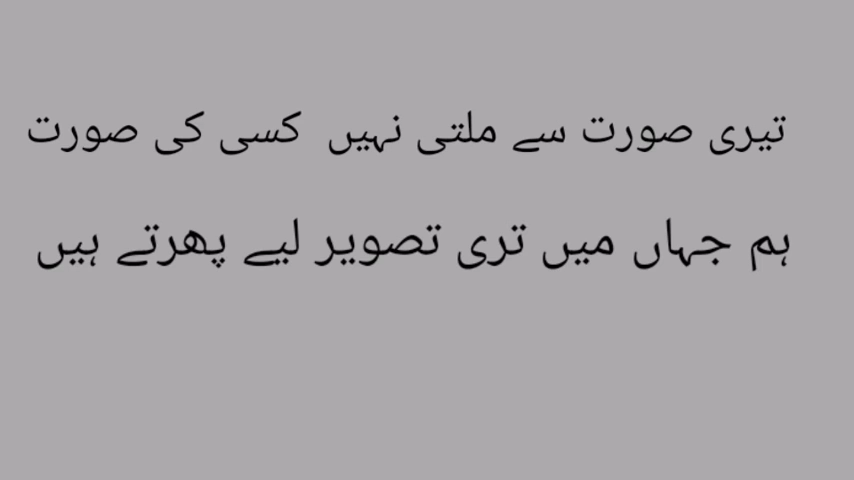 تیری صورت سے ملتی نہیں کسی کی صورت
ہم جہاں میں تری تصویر لیے پھرتے ہیں